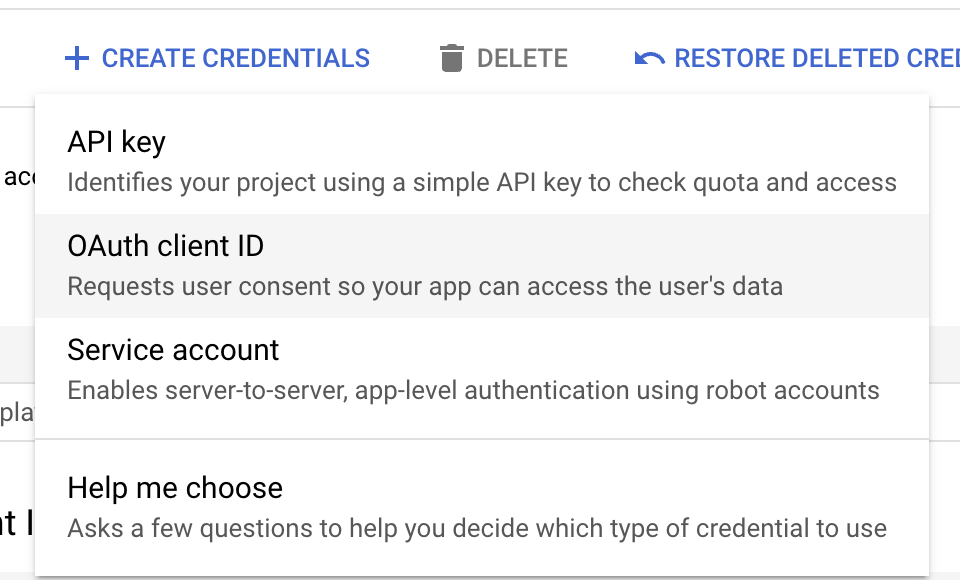 CREATE CREDENTIALS DELETE RESTORE DELETED
API key
Identifies your project using a simple API key to check quota and access
OAuth client ID
Requests user consent so your app can access the user's data
Service account
Enables server-to-server, app-level authentication using robot accounts
Help me choose
Asks a few questions to help you decide which type of credential to use